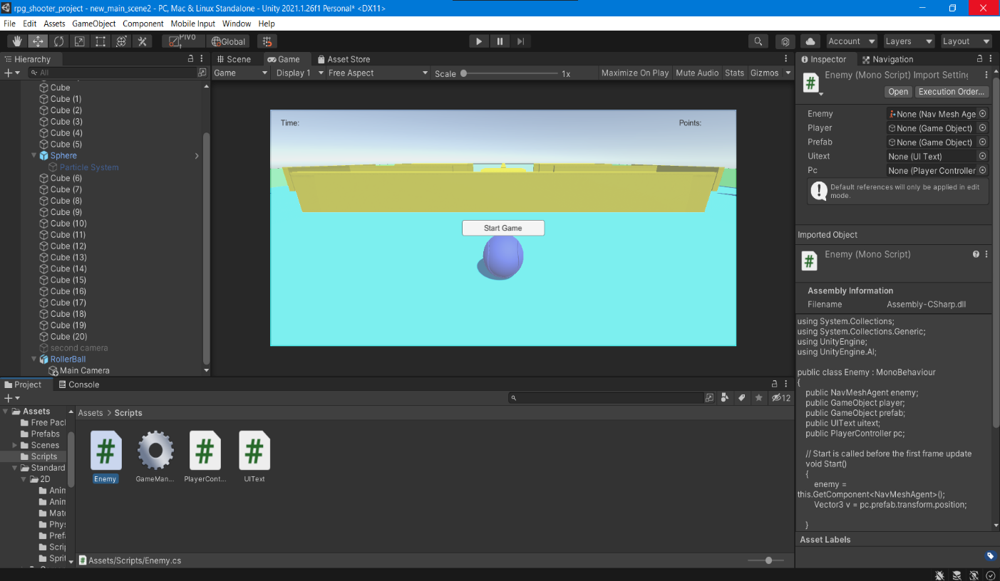 rpg_shooter_project - new_main_scene2 - PC, Mac & Linux Standalone - Unity 2021.1.26f1 Personal* <DX11>
File Edit Assets GameObject Component Mobile Input Window Help
Pivo Global Account Layers Layout
Hierarchy
All
Cube
Cube (1)
Cube (2)
Cube (3)
Cube (4)
Cube (5)
Sphere
Particle System
Cube (6)
Cube (7)
Cube (8)
Cube (9)
Cube (10)
Cube (11)
Cube (12)
Cube (13)
Cube (14)
Cube (15)
Cube (16)
Cube (17)
Cube (18)
Cube (19)
Cube (20)
second camera
RollerBall
Main Camera
Scene Game Asset Store
Game Display 1 Free Aspect Scale 1x Maximize On Play Mute Audio Stats Gizmos
Time: Points:
Start Game
Inspector Navigation
Enemy (Mono Script) Import Setting
Open Execution Order...
Enemy None (Nav Mesh Age
Player None (Game Object)
Prefab None (Game Object)
Uitext None (UI Text)
Pc None (Player Controller
Default references will only be applied in edit
mode.
Imported Object
Enemy (Mono Script)
Assembly Information
Filename Assembly-CSharp.dll
using System.Collections;
using System.Collections.Generic;
using UnityEngine;
using UnityEngine.AI;
public class Enemy : MonoBehaviour
{
public NavMeshAgent enemy;
public GameObject player;
public GameObject prefab;
public UIText uitext;
public PlayerController pc;
// Start is called before the first frame update
void Start()
{
enemy =
this.GetComponent<NavMeshAgent>();
Vector3 v = pc.prefab.transform.position;
}
Asset Labels
Project Console
12
Assets
Free Pacl
Prefabs
Scenes
Scripts
Standard
2D
Anim
Anim
Mate
Phys
Prefa
Scrip
Sprit
Assets > Scripts
Enemy GameMan... PlayerCont... UIText
Assets/Scripts/Enemy.cs